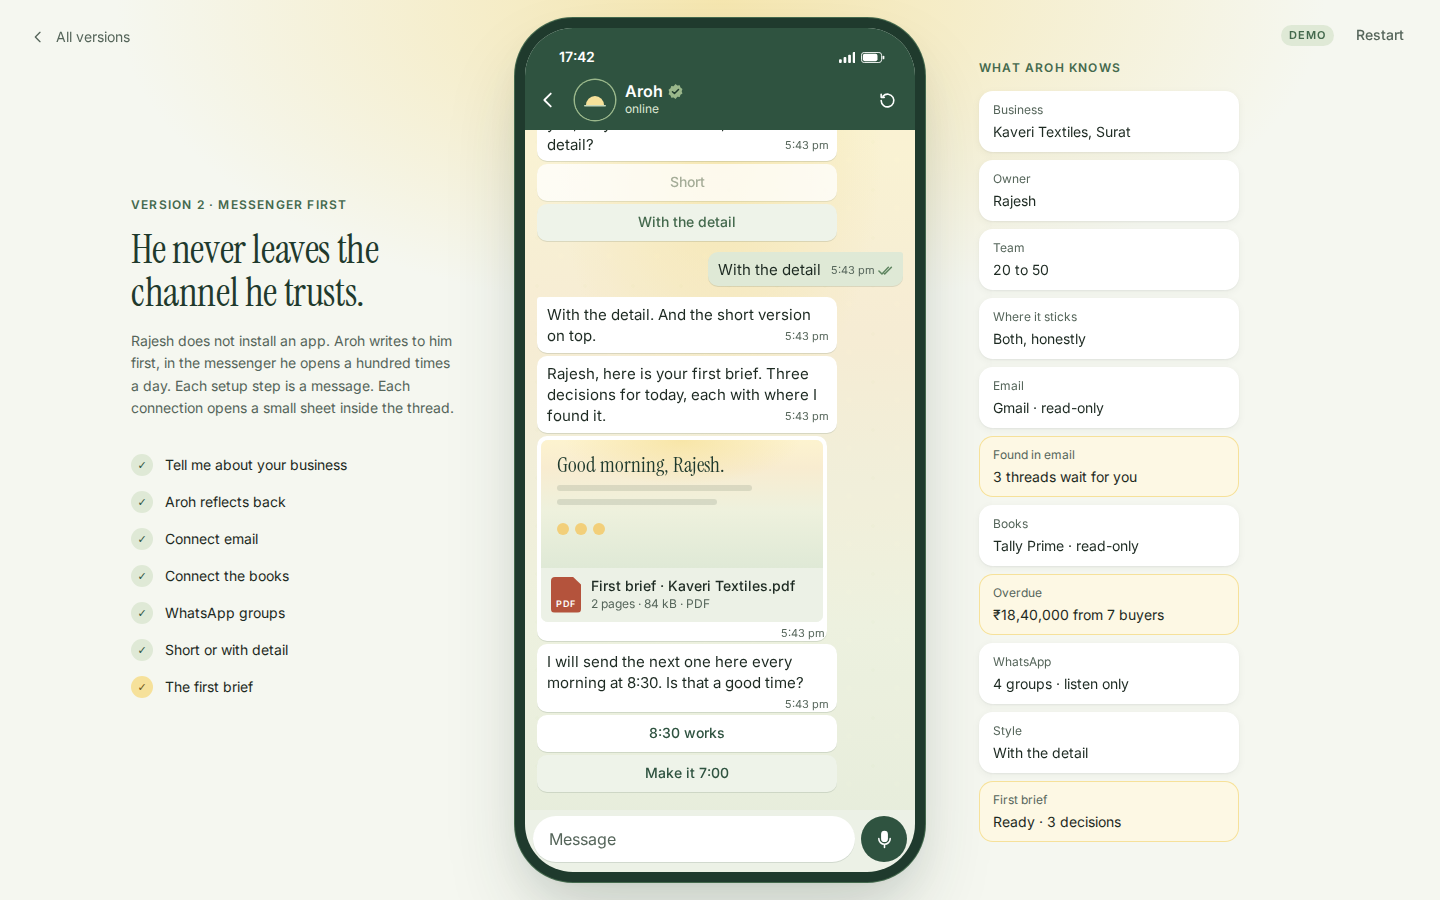 All versions
DEMO
Restart
VERSION 2 · MESSENGER FIRST
He never leaves the
channel he trusts.
Rajesh does not install an app. Aroh writes to him
first, in the messenger he opens a hundred times
a day. Each setup step is a message. Each
connection opens a small sheet inside the thread.
Tell me about your business
Aroh reflects back
Connect email
Connect the books
WhatsApp groups
Short or with detail
The first brief
17:42
Aroh
online
detail?
5:43 pm
Short
With the detail
With the detail 5:43 pm
With the detail. And the short version
on top.
5:43 pm
Rajesh, here is your first brief. Three
decisions for today, each with where I
found it.
5:43 pm
Good morning, Rajesh.
PDF
First brief · Kaveri Textiles.pdf
2 pages · 84 kB · PDF
5:43 pm
I will send the next one here every
morning at 8:30. Is that a good time?
5:43 pm
8:30 works
Make it 7:00
Message
WHAT AROH KNOWS
Business
Kaveri Textiles, Surat
Owner
Rajesh
Team
20 to 50
Where it sticks
Both, honestly
Email
Gmail · read-only
Found in email
3 threads wait for you
Books
Tally Prime · read-only
Overdue
₹18,40,000 from 7 buyers
WhatsApp
4 groups · listen only
Style
With the detail
First brief
Ready · 3 decisions